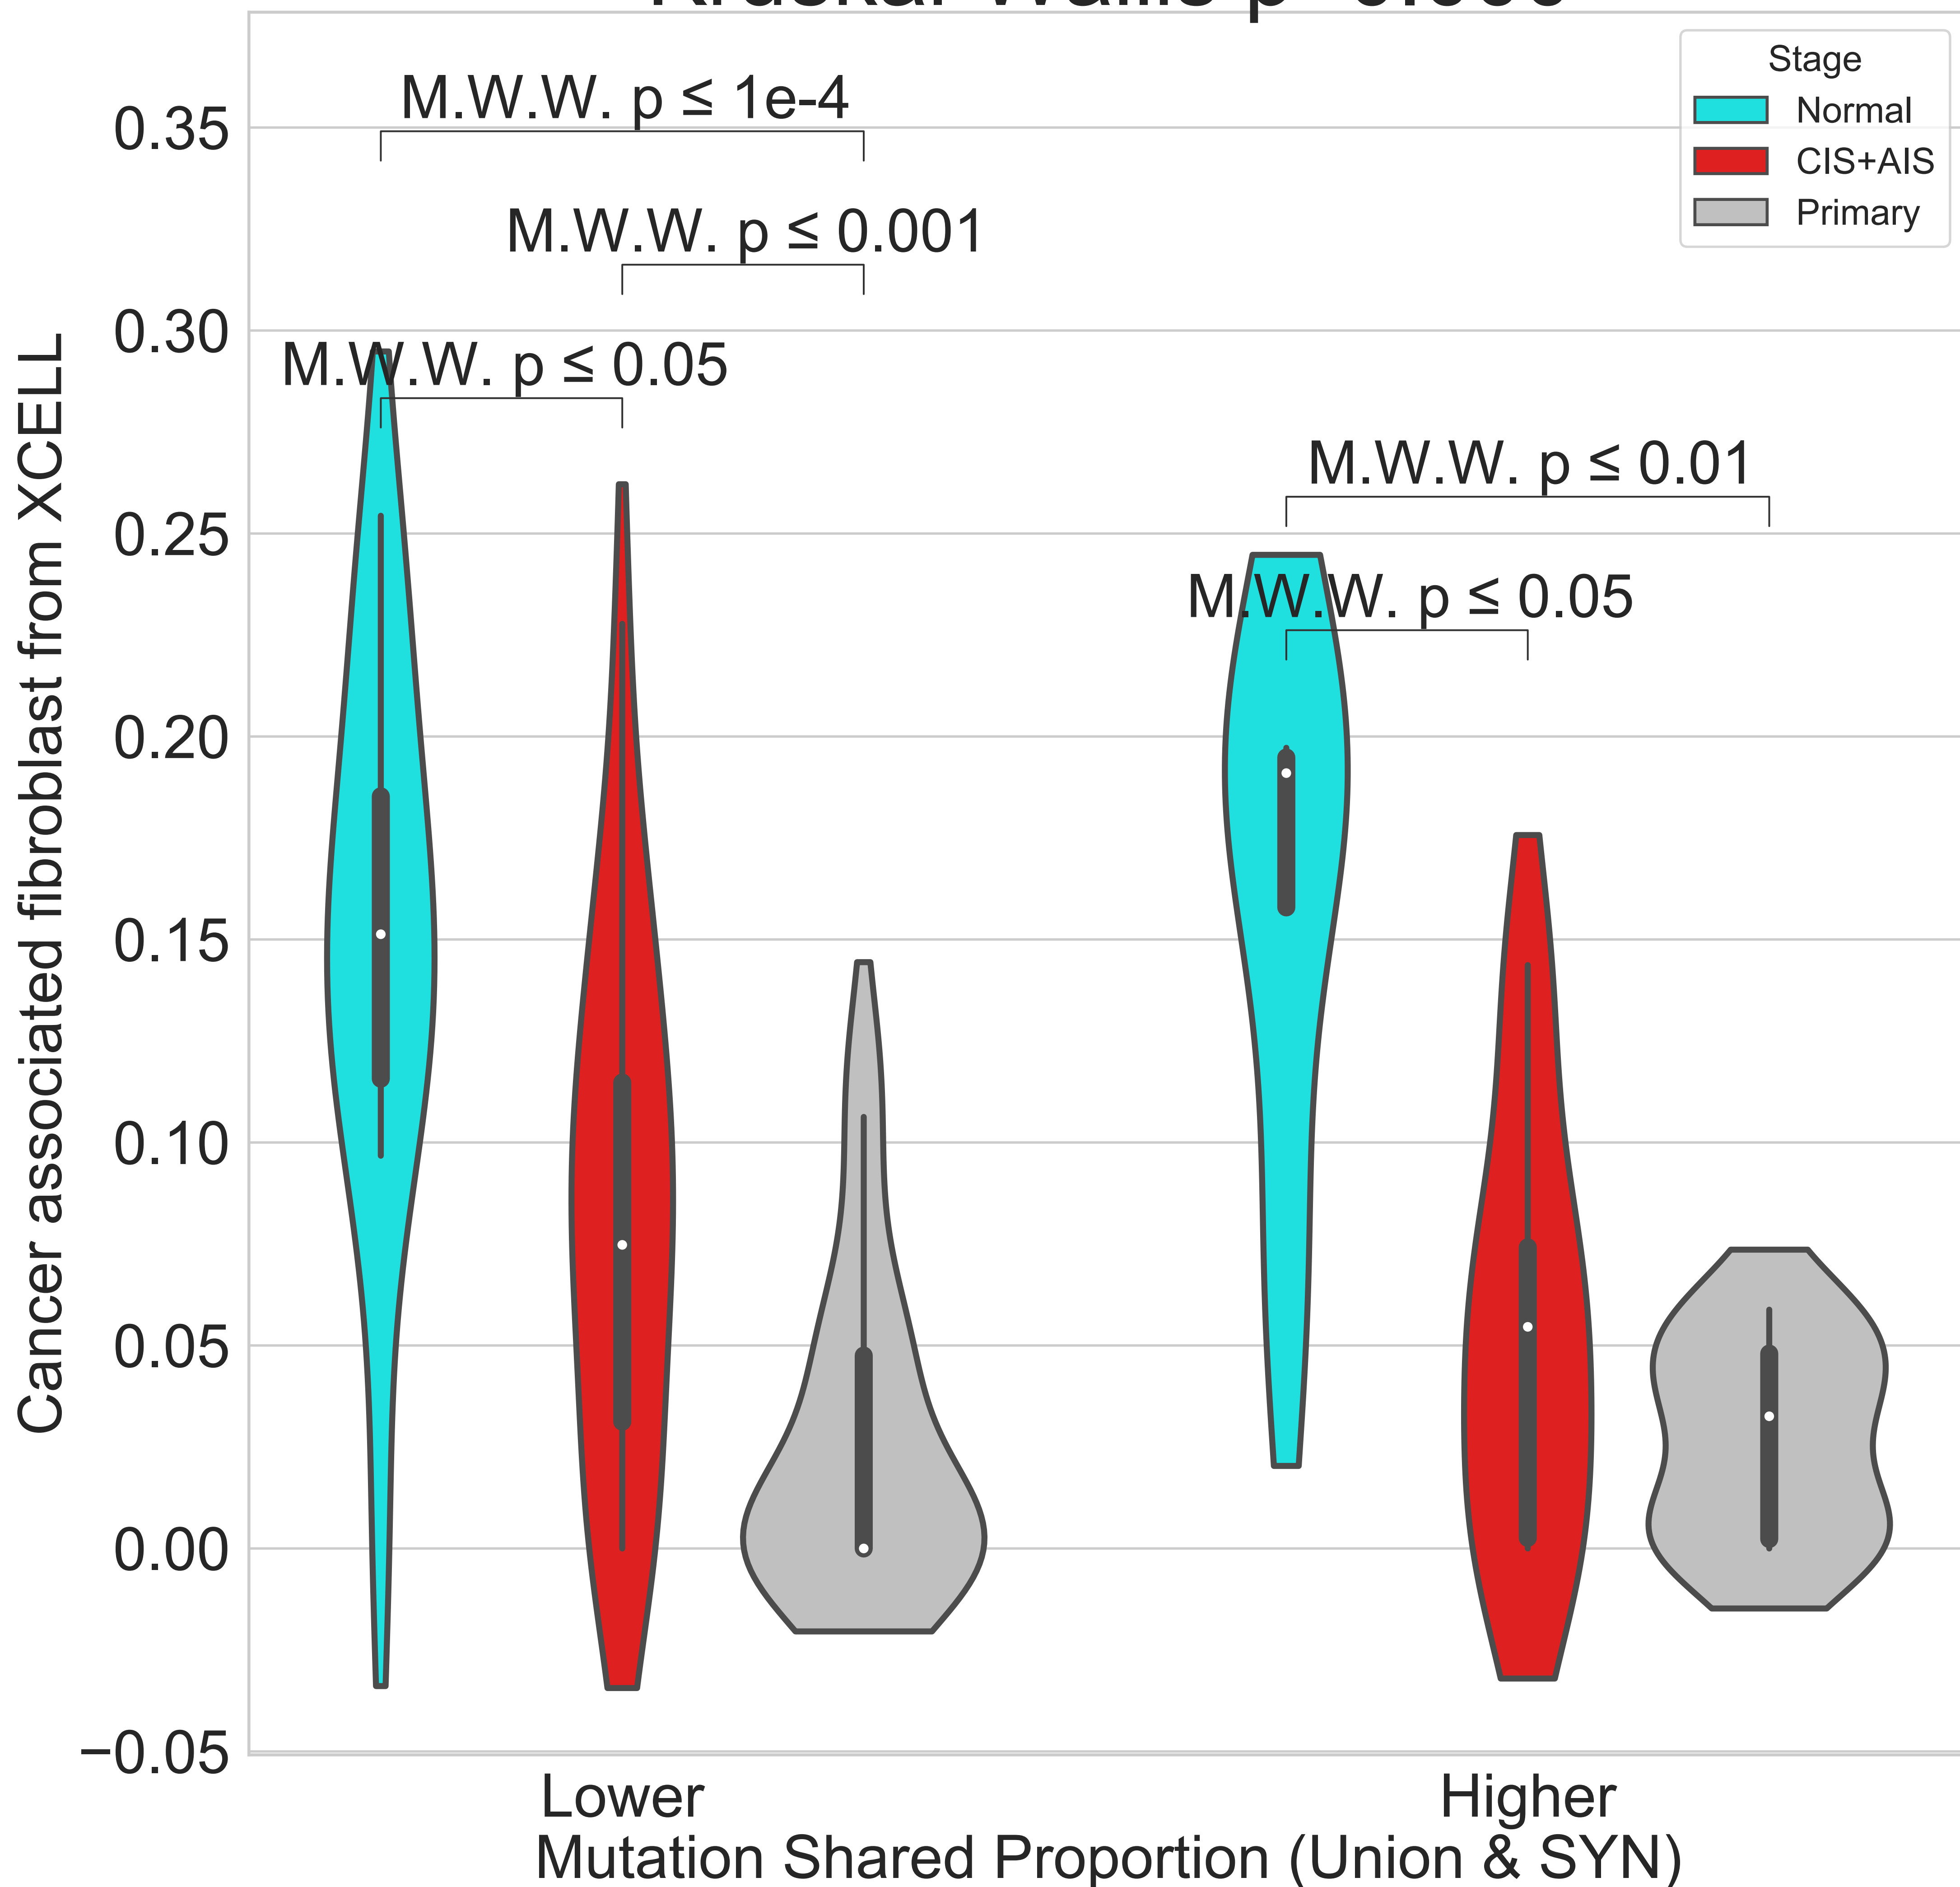 Stage
Normal
CIS+AIS
Primary
M.W.W. p ≤ 1e-4
M.W.W. p ≤ 0.001
M.W.W. p ≤ 0.05
M.W.W. p ≤ 0.01
M.W.W. p ≤ 0.05
Cancer associated fibroblast from XCELL
0.35
0.30
0.25
0.20
0.15
0.10
0.05
0.00
−0.05
Lower
Higher
Mutation Shared Proportion (Union & SYN)